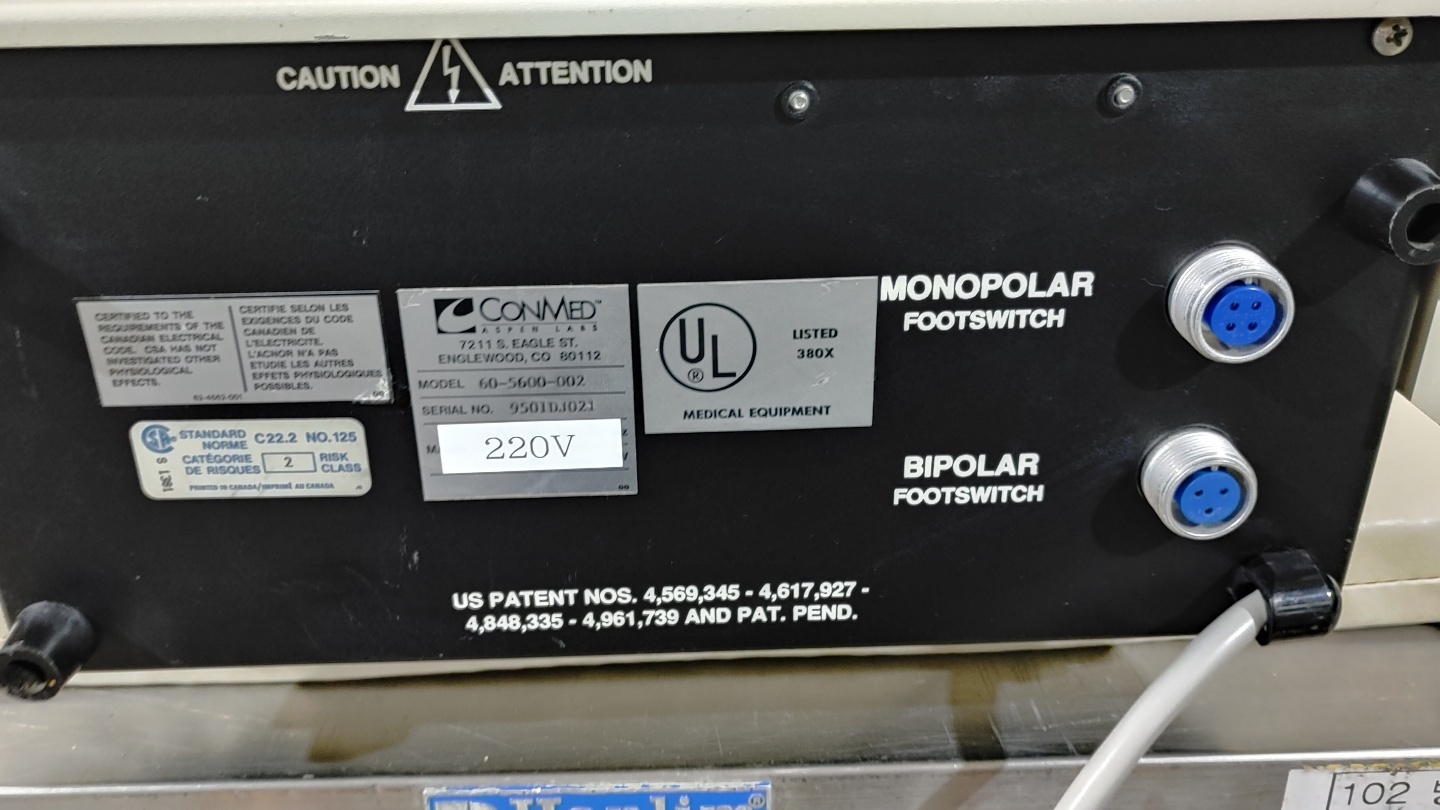 CAUTION ATTENTION
CERTIFIED TO THE
REQUIREMENTS OF THE
CANADIAN ELECTRICAL
CODE. CSA HAS NOT
INVESTIGATED OTHER
PHYSIOLOGICAL
EFFECTS.
CERTIFIE SELON LES
EXIGENCES DU CODE
CANADIEN DE
L'ELECTRICITE.
L'ACNOR N'A PAS
ETUDIE LES AUTRES
EFFETS PHYSIOLOGIQUES
POSSIBLES.
STANDARD
NORME
C22.2 NO.125
CATÉGORIE
DE RISQUES
2
RISK
CLASS
PRINTED IN CANADA/IMPRIMÉ AU CANADA
CONMED™
ASPEN LABS
7211 S. EAGLE ST.
ENGLEWOOD, CO 80112
MODEL 60-5600-002
SERIAL NO. 9501DJ021
220V
UL
®
LISTED
380X
MEDICAL EQUIPMENT
MONOPOLAR
FOOTSWITCH
BIPOLAR
FOOTSWITCH
US PATENT NOS. 4,569,345 - 4,617,927 -
4,848,335 - 4,961,739 AND PAT. PEND.
102